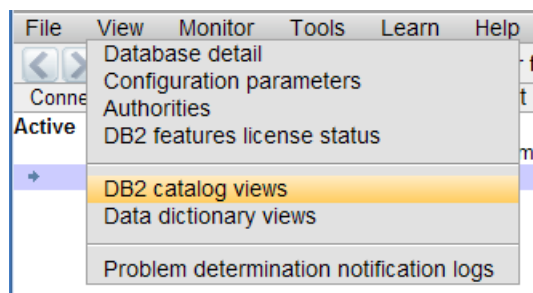 File View Monitor Tools Learn Help
Database detail
Configuration parameters
Conne
Authorities
Active
DB2 features license status
DB2 catalog views
Data dictionary views
Problem determination notification logs